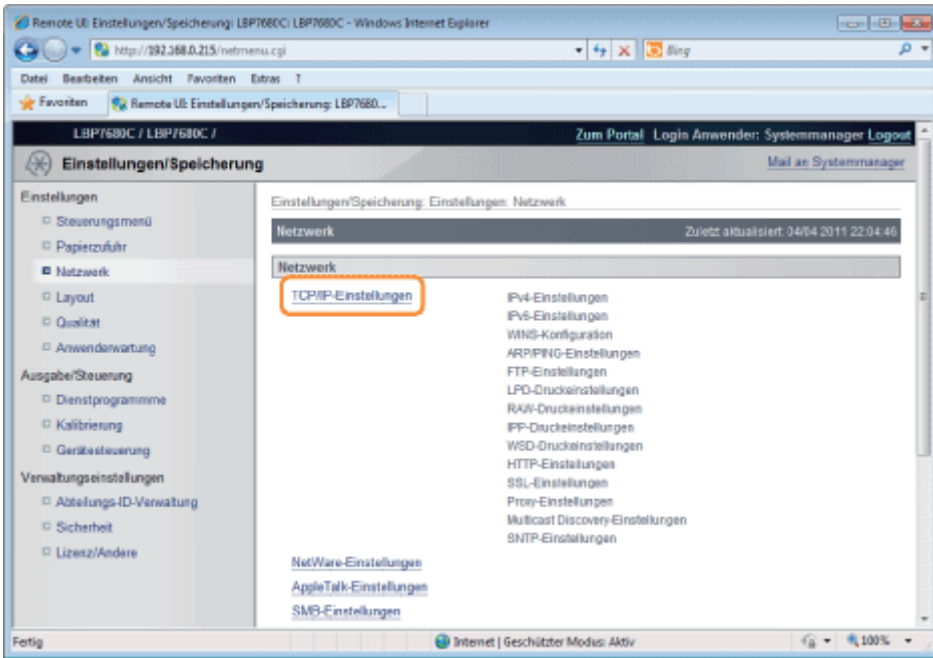 Remote UI: Einstellungen/Speicherung: LBP7680C: LBP7680C - Windows Internet Explorer
http://192.168.0.215/netmenu.cgi
Bing
Datei Bearbeiten Ansicht Favoriten Extras ?
Favoriten Remote UI: Einstellungen/Speicherung: LBP7680...
LBP7680C / LBP7680C /
Zum Portal Login Anwender: Systemmanager Logout
Einstellungen/Speicherung
Mail an Systemmanager
Einstellungen
Steuerungsmenü
Papierzufuhr
Netzwerk
Layout
Qualität
Anwenderwartung
Ausgabe/Steuerung
Dienstprogrammme
Kalibrierung
Gerätesteuerung
Verwaltungseinstellungen
Abteilungs-ID-Verwaltung
Sicherheit
Lizenz/Andere
Einstellungen/Speicherung: Einstellungen: Netzwerk
Netzwerk
Zuletzt aktualisiert: 04/04 2011 22:04:46
Netzwerk
TCP/IP-Einstellungen
IPv4-Einstellungen
IPv6-Einstellungen
WINS-Konfiguration
ARP/PING-Einstellungen
FTP-Einstellungen
LPD-Druckeinstellungen
RAW-Druckeinstellungen
IPP-Druckeinstellungen
WSD-Druckeinstellungen
HTTP-Einstellungen
SSL-Einstellungen
Proxy-Einstellungen
Multicast Discovery-Einstellungen
SNTP-Einstellungen
NetWare-Einstellungen
AppleTalk-Einstellungen
SMB-Einstellungen
Fertig
Internet | Geschützter Modus: Aktiv
100%